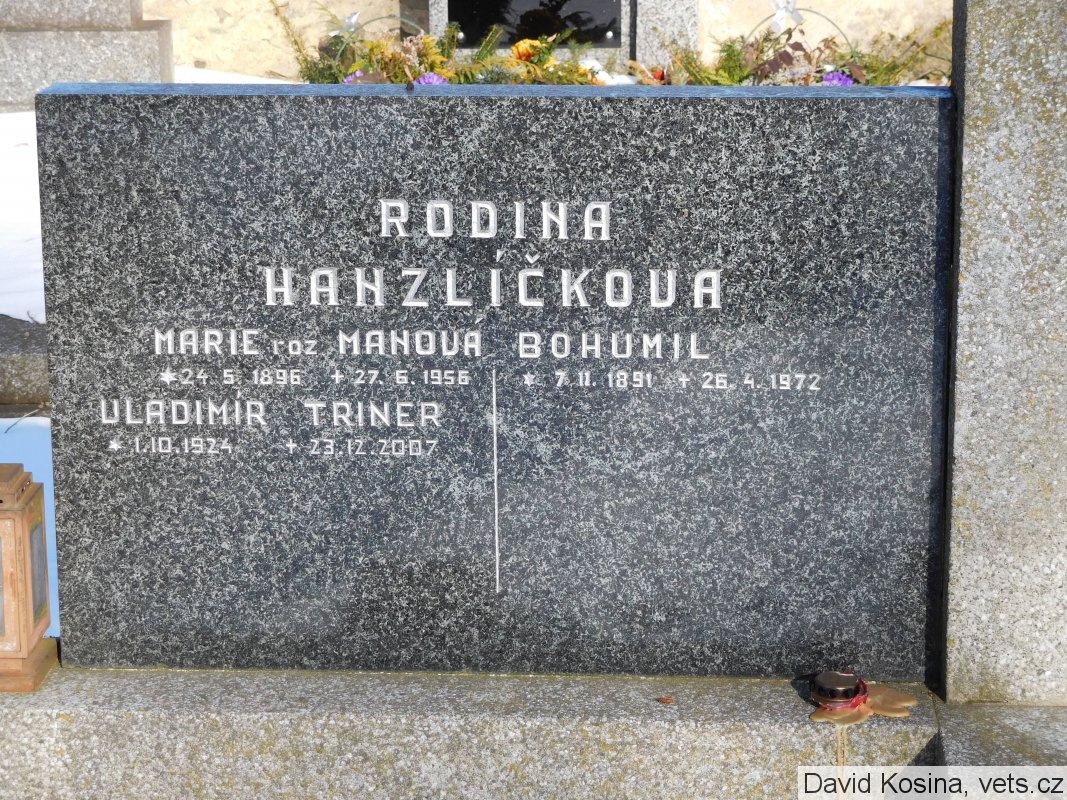 RODINA
HANZLÍČKOVA
MARIE roz MANOVÁ
* 24. 5. 1896 + 27. 6. 1956
VLADIMÍR TRINER
* 1.10.1924 + 23.12.2007
BOHUMIL
* 7. 11. 1891 + 26. 4. 1972
David Kosina, vets.cz